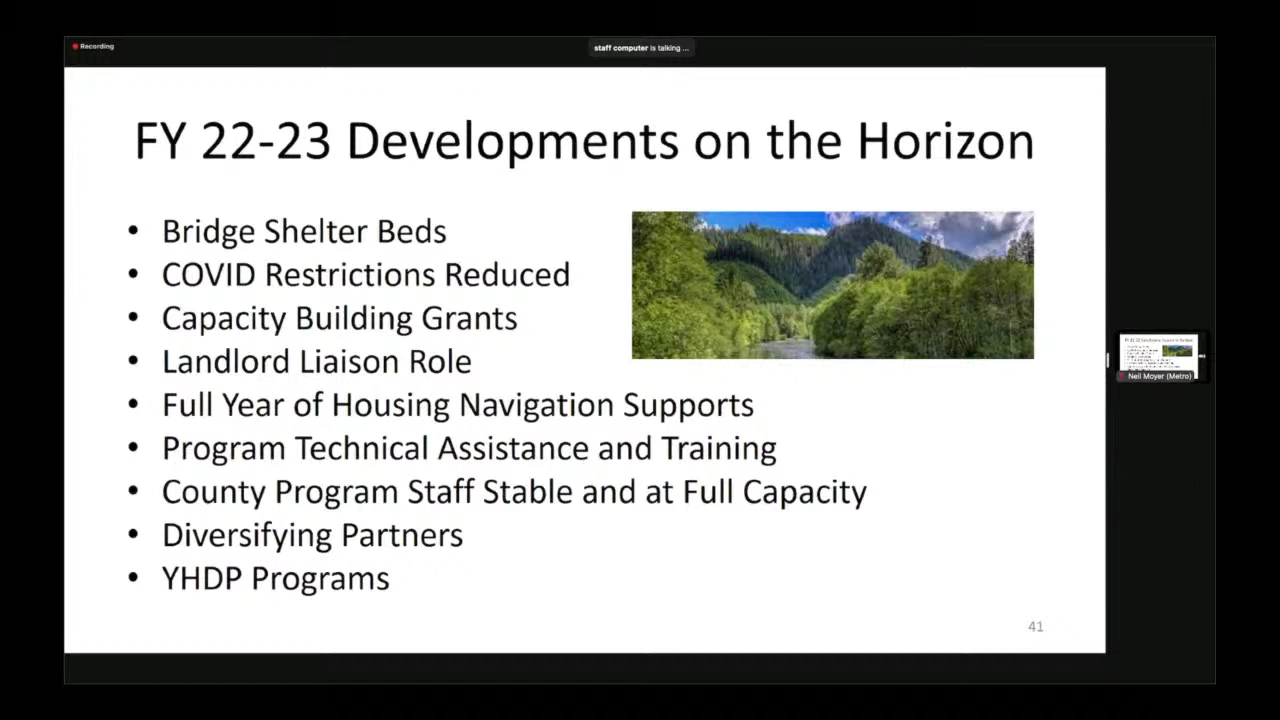 Recording
staff computer is talking ...
FY 22-23 Developments on the Horizon
• Bridge Shelter Beds
• COVID Restrictions Reduced
• Capacity Building Grants
• Landlord Liaison Role
• Full Year of Housing Navigation Supports
• Program Technical Assistance and Training
• County Program Staff Stable and at Full Capacity
• Diversifying Partners
• YHDP Programs
41
Neil Moyer (Metro)